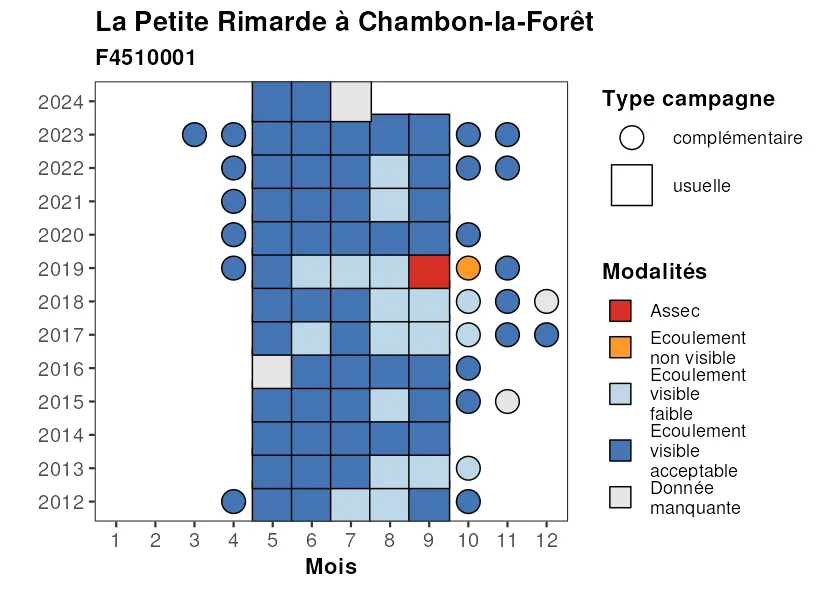 La Petite Rimarde à Chambon-la-Forêt
F4510001
2024
2023
2022
2021
2020
2019
2018
2017
2016
2015
2014
2013
2012
1 2 3 4 5 6 7 8 9 10 11 12
Mois
Type campagne
complémentaire
usuelle
Modalités
Assec
Ecoulement
non visible
Ecoulement
visible
faible
Ecoulement
visible
acceptable
Donnée
manquante